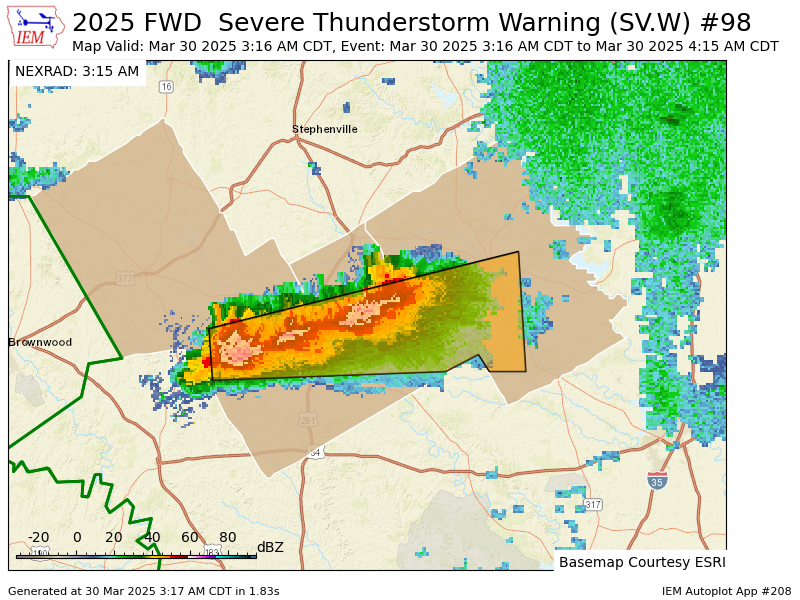 IEM
2025 FWD Severe Thunderstorm Warning (SV.W) #98
Map Valid: Mar 30 2025 3:16 AM CDT, Event: Mar 30 2025 3:16 AM CDT to Mar 30 2025 4:15 AM CDT
NEXRAD: 3:15 AM
16
Stephenville
377
Brownwood
281
84
35
317
-20 0 20 40 60 80
dBZ
190
183
Basemap Courtesy ESRI
Generated at 30 Mar 2025 3:17 AM CDT in 1.83s
IEM Autoplot App #208